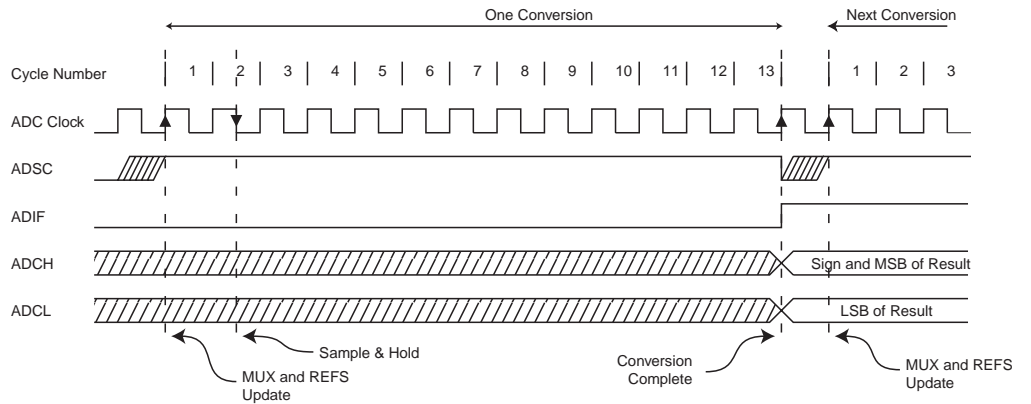 One Conversion
Next Conversion
Cycle Number
1 2 3 4 5 6 7 8 9 10 11 12 13 1 2 3
ADC Clock
ADSC
ADIF
ADCH
Sign and MSB of Result
ADCL
LSB of Result
MUX and REFS
Update
Sample & Hold
Conversion
Complete
MUX and REFS
Update